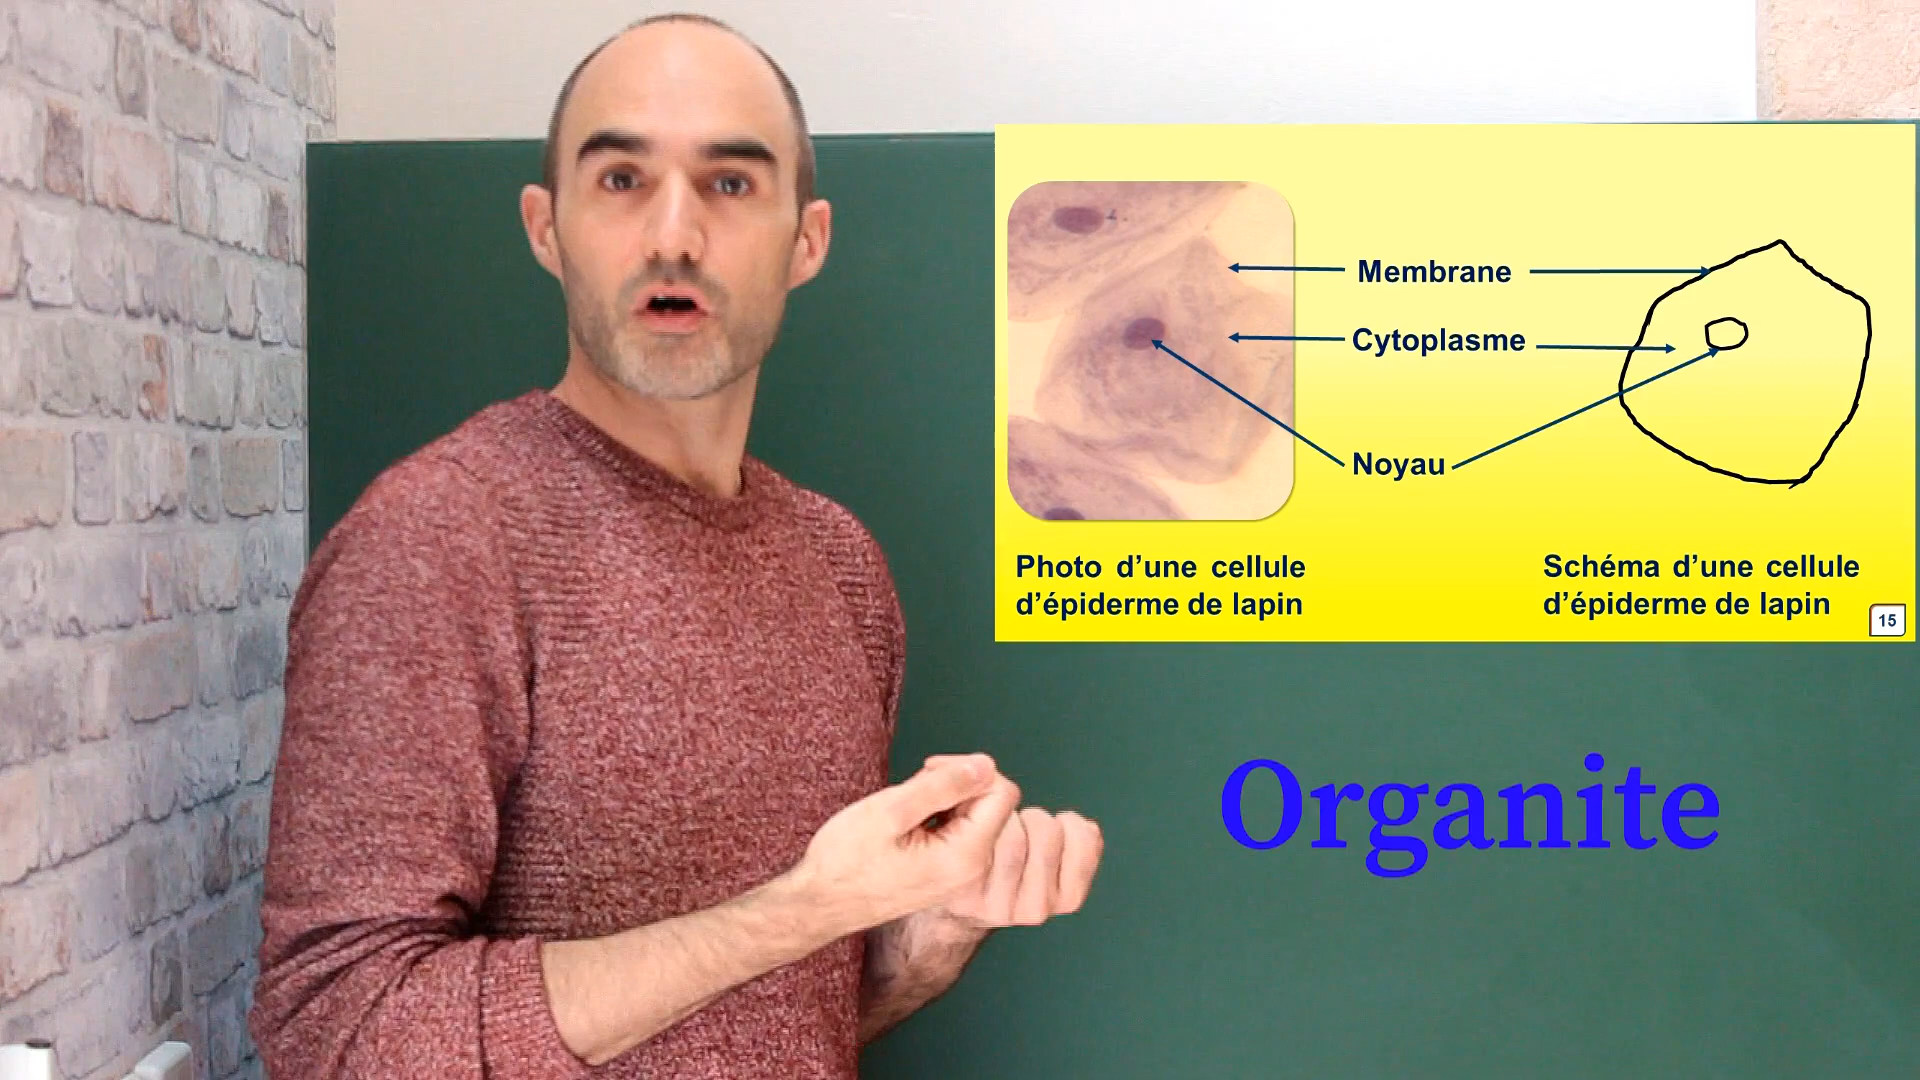 Membrane
Cytoplasme
Noyau
Photo d’une cellule
d’épiderme de lapin
Schéma d’une cellule
d’épiderme de lapin
15
Organite